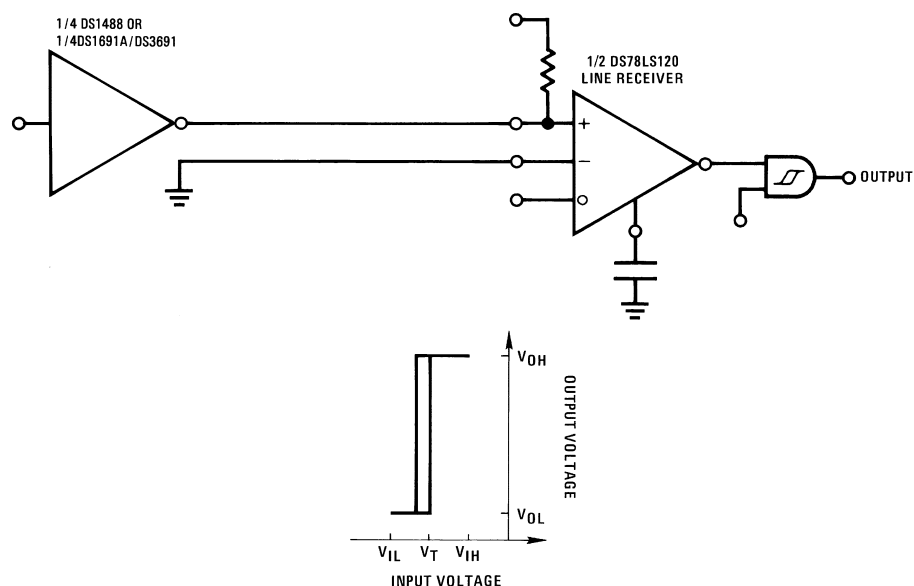 1/4 DS1488 OR
1/4DS1691A/DS3691
1/2 DS78LS120
LINE RECEIVER
+
−
OUTPUT
VOH
OUTPUT VOLTAGE
VOL
VIL
VT
VIH
INPUT VOLTAGE